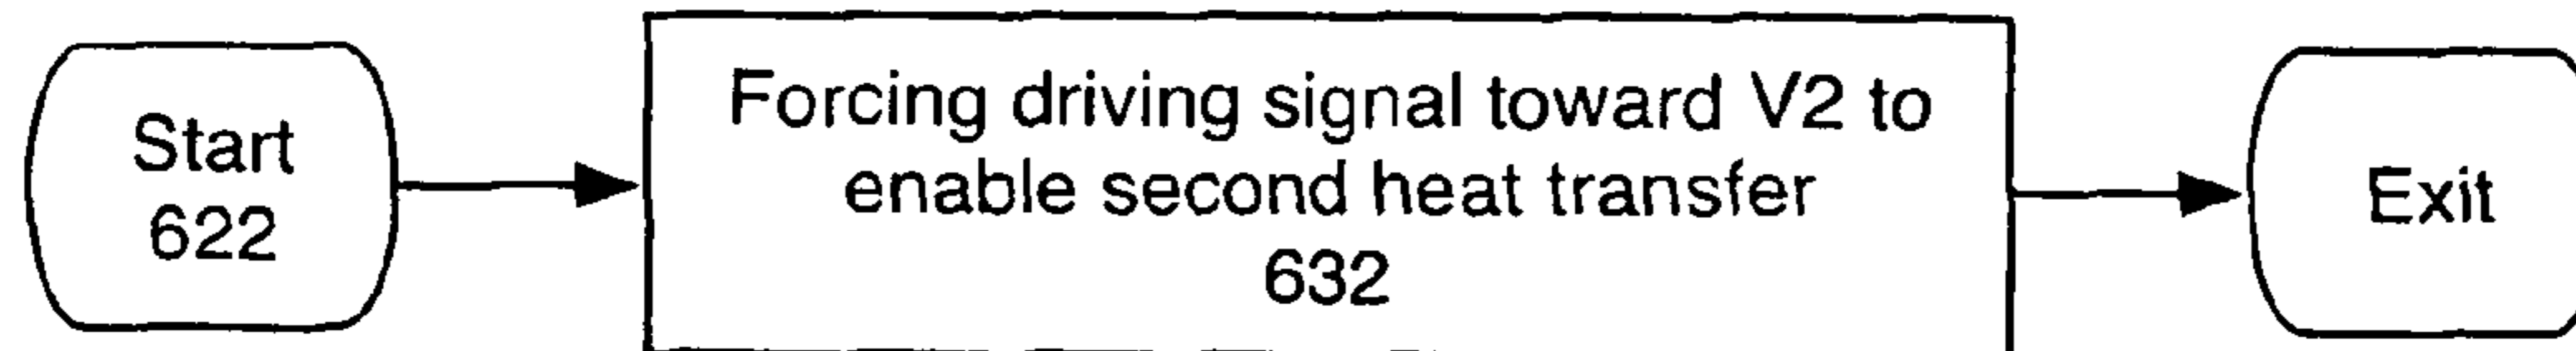 Start
622
Forcing driving signal toward V2 to
enable second heat transfer
632
Exit